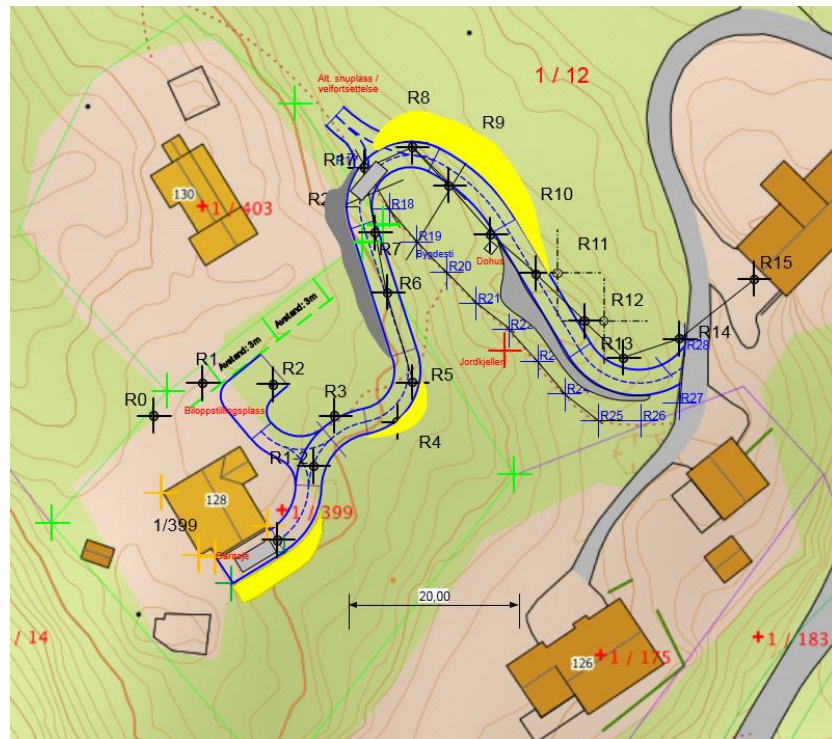 Alt. snuplass /
veifortsettelse
1 / 12
R8
R9
R17
130
1 / 403
R18
R10
R19
Bygdesti
Dohus
R7
R11
R15
R20
R6
R21
R12
Avstand: 3m
R22
R14
R13
R28
Avstand: 3m
Jordkjeller
R1
R2
R5
R27
R0
Biloppstillingsplass
R3
R4
R25
R26
R1-2
128
1 / 399
1/399
Garasje
20,00
/ 14
126
1 / 175
1 / 183